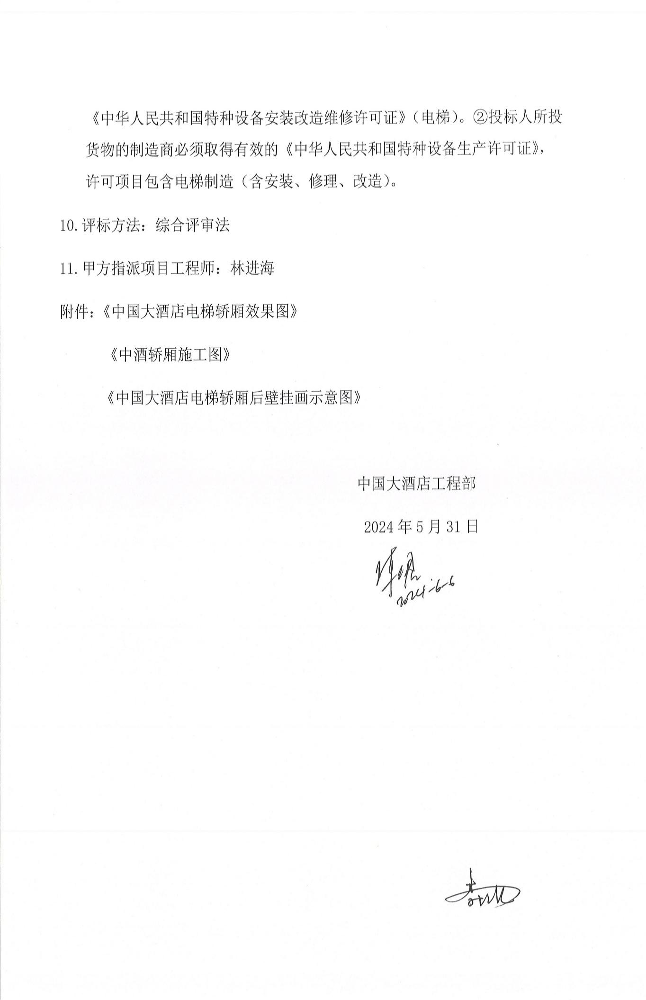 《中华人民共和国特种设备安装改造维修许可证》（电梯）。②投标人所投
货物的制造商必须取得有效的《中华人民共和国特种设备生产许可证》，
许可项目包含电梯制造（含安装、修理、改造）。
10.评标方法：综合评审法
11.甲方指派项目工程师：林进海
附件：《中国大酒店电梯轿厢效果图》
《中酒轿厢施工图》
《中国大酒店电梯轿厢后壁挂画示意图》
中国大酒店工程部
2024年5月31日
2024-6-6